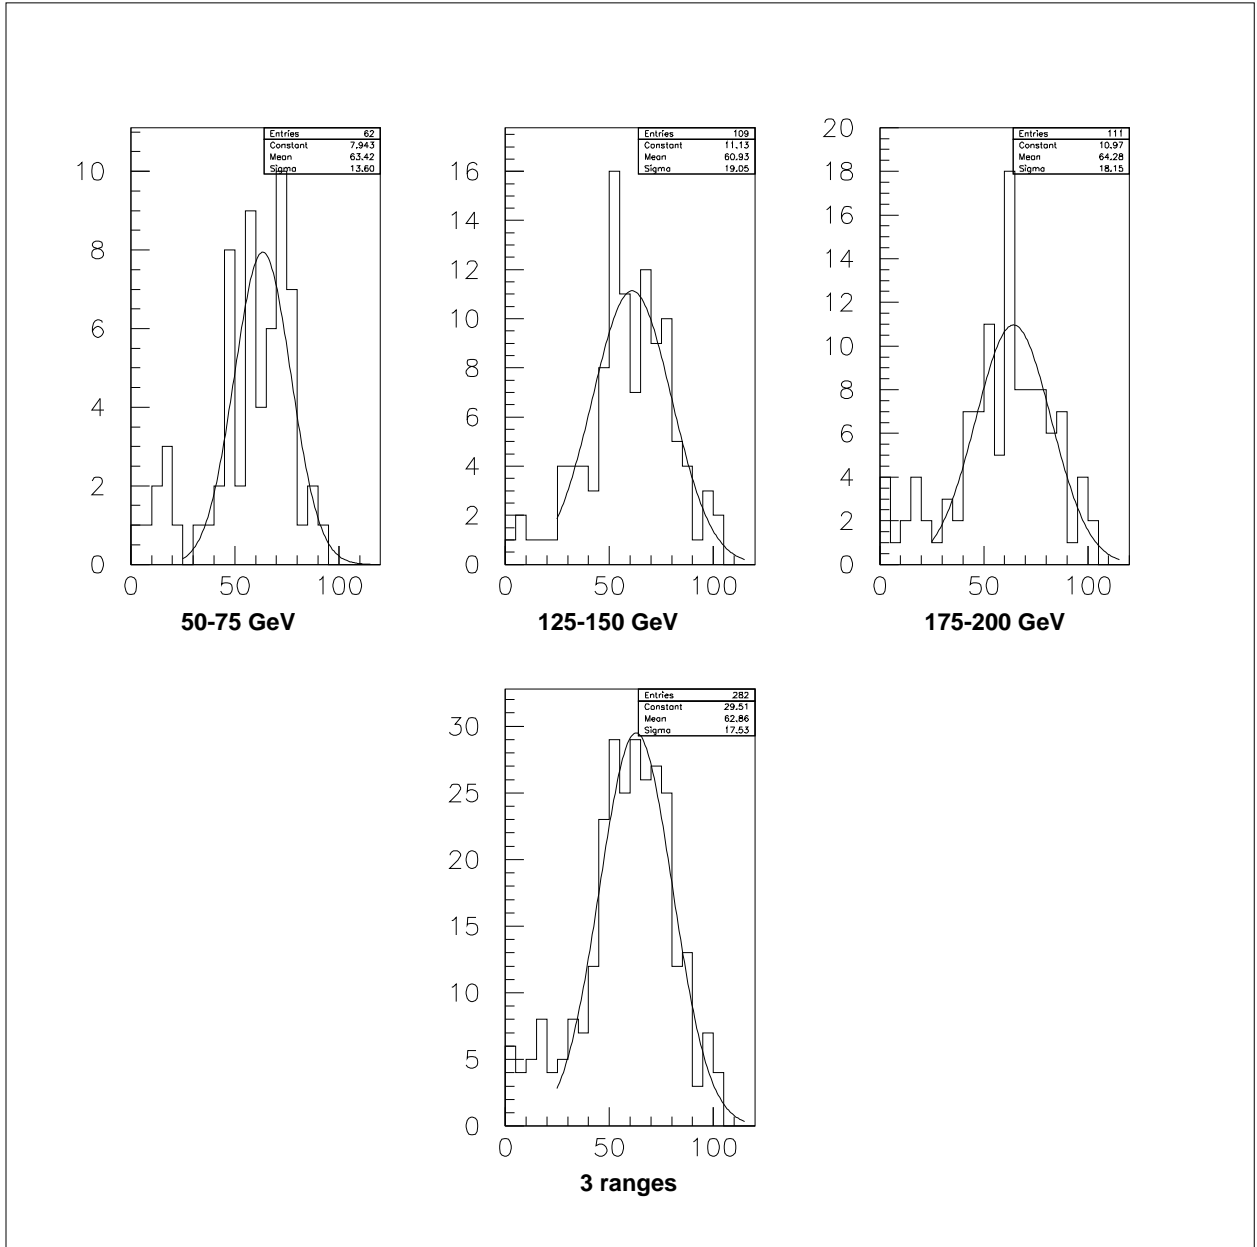 Entries 62
Constant 7.943
Mean 63.42
Sigma 13.60
10
8
6
4
2
0
0 50 100
50-75 GeV
Entries 109
Constant 11.13
Mean 60.93
Sigma 19.05
16
14
12
10
8
6
4
2
0
0 50 100
125-150 GeV
Entries 111
Constant 10.97
Mean 64.28
Sigma 18.15
20
18
16
14
12
10
8
6
4
2
0
0 50 100
175-200 GeV
Entries 282
Constant 29.51
Mean 62.86
Sigma 17.53
30
25
20
15
10
5
0
0 50 100
3 ranges